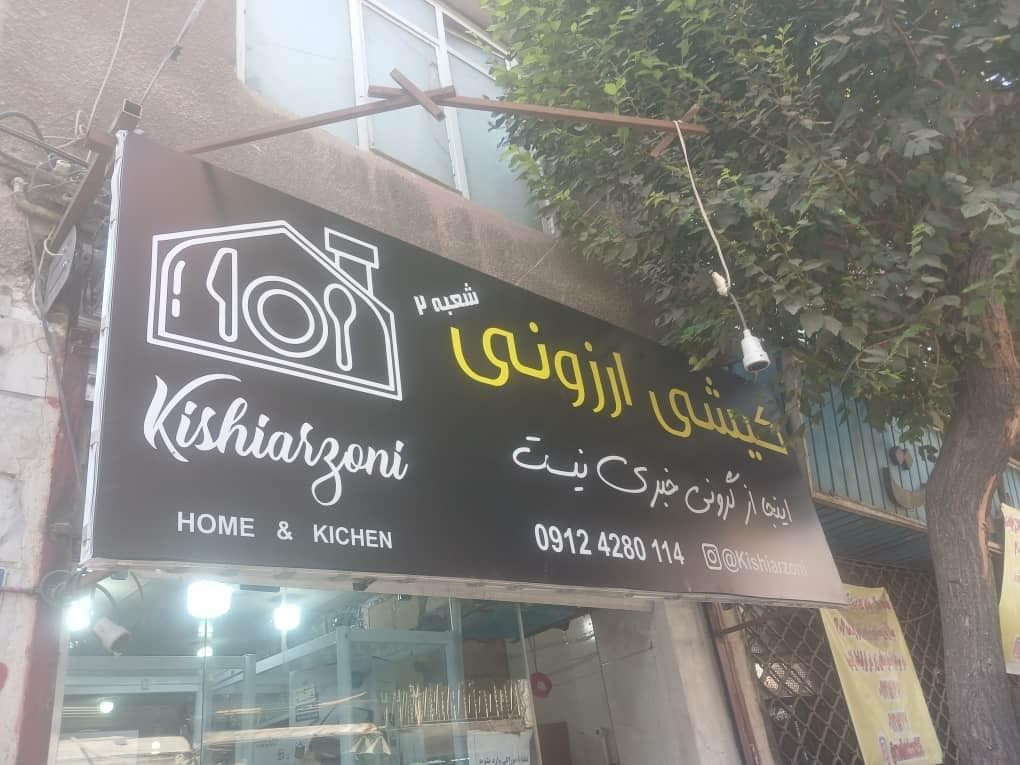 شعبه ۲
کیشی ارزونی
اینجا از گرونی خبری نیست
0912 4280 114
@Kishiarzoni
Kishiarzoni
HOME & KICHEN